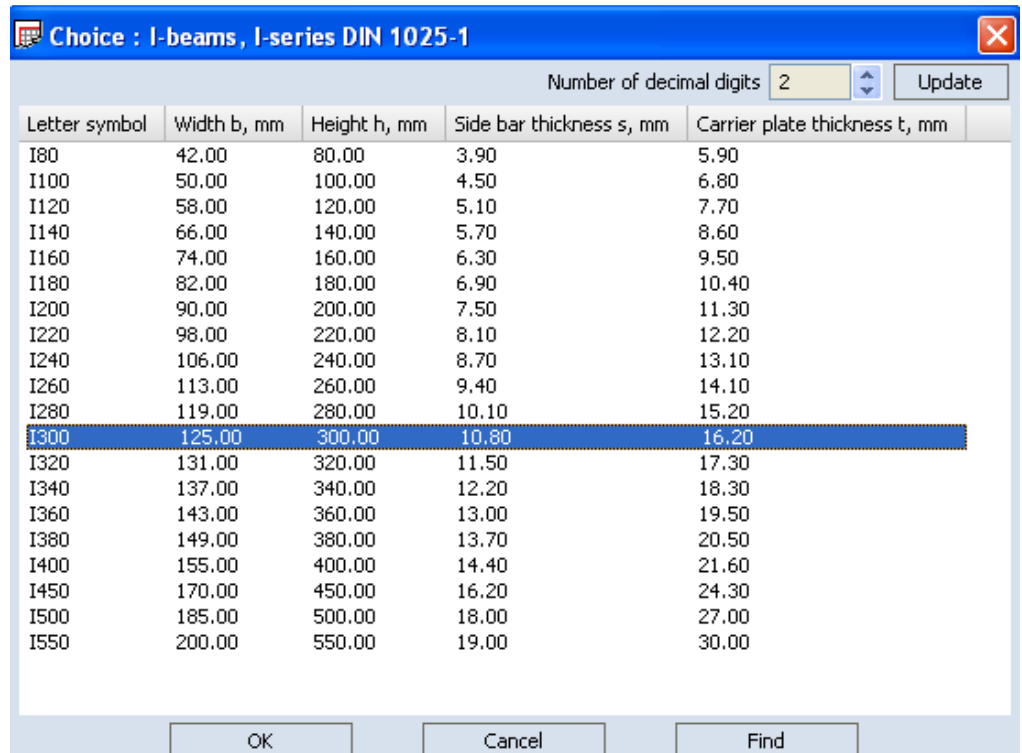 Choice : I-beams, I-series DIN 1025-1
Number of decimal digits 2 Update
Letter symbol Width b, mm Height h, mm Side bar thickness s, mm Carrier plate thickness t, mm
I80 42.00 80.00 3.90 5.90
I100 50.00 100.00 4.50 6.80
I120 58.00 120.00 5.10 7.70
I140 66.00 140.00 5.70 8.60
I160 74.00 160.00 6.30 9.50
I180 82.00 180.00 6.90 10.40
I200 90.00 200.00 7.50 11.30
I220 98.00 220.00 8.10 12.20
I240 106.00 240.00 8.70 13.10
I260 113.00 260.00 9.40 14.10
I280 119.00 280.00 10.10 15.20
I300 125.00 300.00 10.80 16.20
I320 131.00 320.00 11.50 17.30
I340 137.00 340.00 12.20 18.30
I360 143.00 360.00 13.00 19.50
I380 149.00 380.00 13.70 20.50
I400 155.00 400.00 14.40 21.60
I450 170.00 450.00 16.20 24.30
I500 185.00 500.00 18.00 27.00
I550 200.00 550.00 19.00 30.00
OK Cancel Find